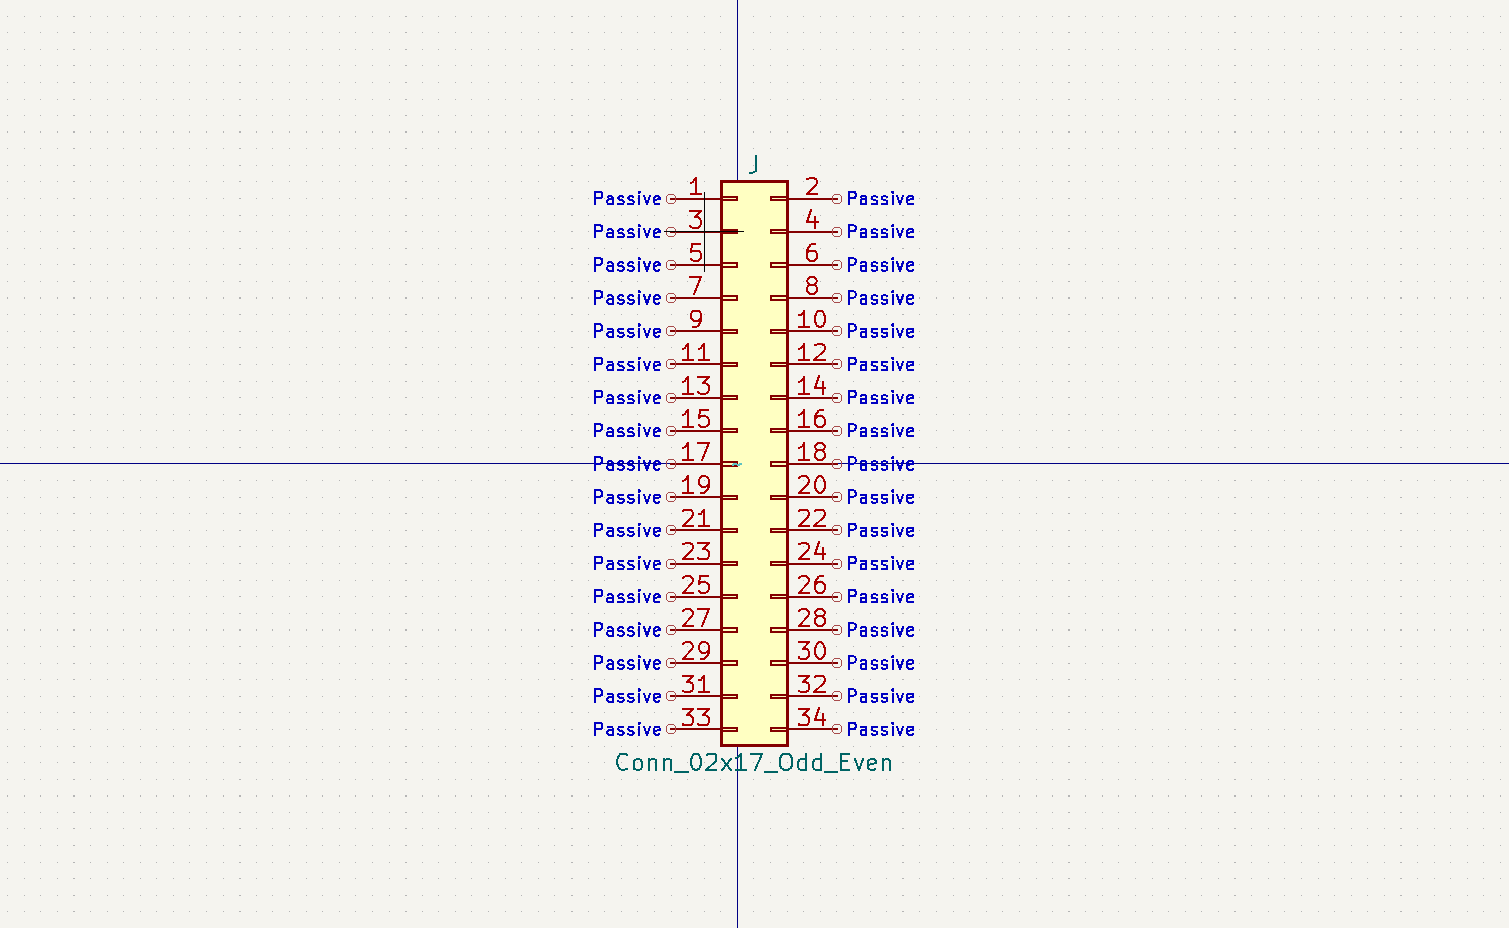 J
Passive 1 2 Passive
Passive 3 4 Passive
Passive 5 6 Passive
Passive 7 8 Passive
Passive 9 10 Passive
Passive 11 12 Passive
Passive 13 14 Passive
Passive 15 16 Passive
Passive 17 18 Passive
Passive 19 20 Passive
Passive 21 22 Passive
Passive 23 24 Passive
Passive 25 26 Passive
Passive 27 28 Passive
Passive 29 30 Passive
Passive 31 32 Passive
Passive 33 34 Passive
Conn_02x17_Odd_Even